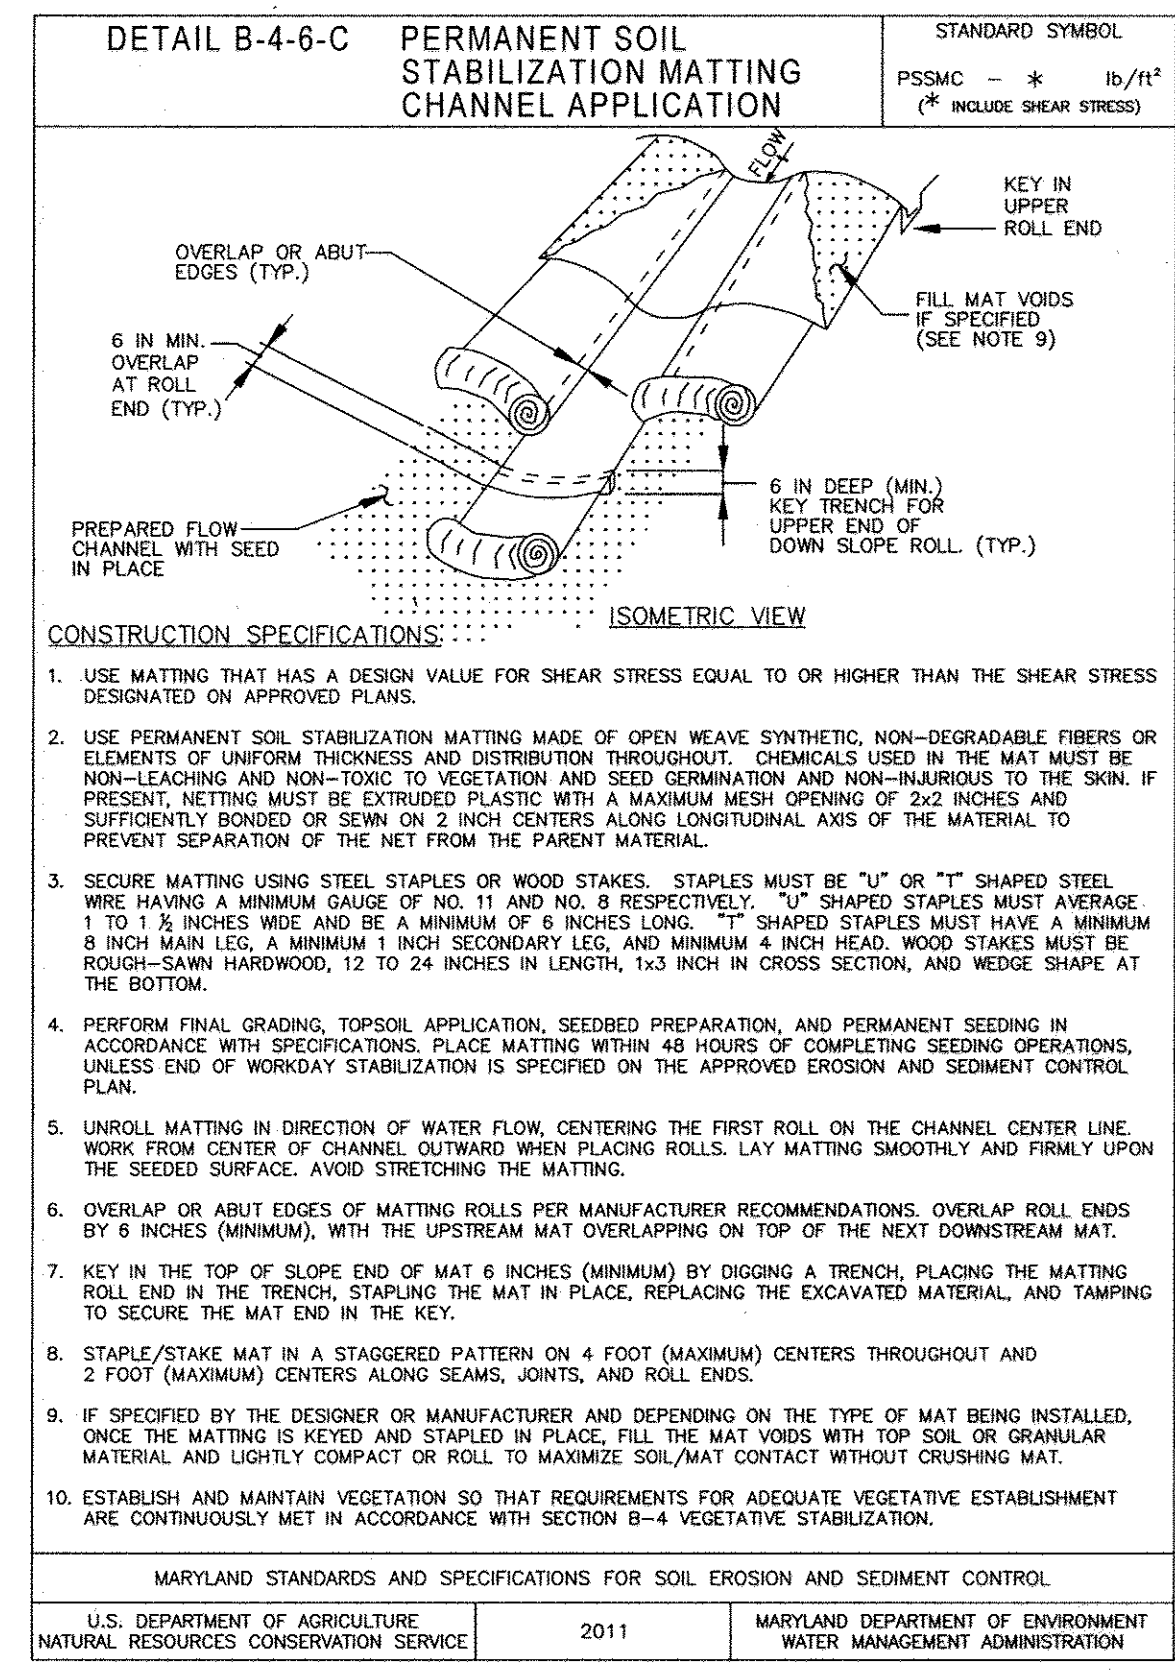 DETAIL B-4-6-C PERMANENT SOIL
STABILIZATION MATTING
CHANNEL APPLICATION
STANDARD SYMBOL
PSSMC - * lb/ft²
(* INCLUDE SHEAR STRESS)
FLOW
KEY IN
UPPER
ROLL END
OVERLAP OR ABUT
EDGES (TYP.)
FILL MAT VOIDS
IF SPECIFIED
(SEE NOTE 9)
6 IN MIN.
OVERLAP
AT ROLL
END (TYP.)
6 IN DEEP (MIN.)
KEY TRENCH FOR
UPPER END OF
DOWN SLOPE ROLL. (TYP.)
PREPARED FLOW
CHANNEL WITH SEED
IN PLACE
ISOMETRIC VIEW
CONSTRUCTION SPECIFICATIONS:
1. USE MATTING THAT HAS A DESIGN VALUE FOR SHEAR STRESS EQUAL TO OR HIGHER THAN THE SHEAR STRESS
DESIGNATED ON APPROVED PLANS.
2. USE PERMANENT SOIL STABILIZATION MATTING MADE OF OPEN WEAVE SYNTHETIC, NON-DEGRADABLE FIBERS OR
ELEMENTS OF UNIFORM THICKNESS AND DISTRIBUTION THROUGHOUT. CHEMICALS USED IN THE MAT MUST BE
NON-LEACHING AND NON-TOXIC TO VEGETATION AND SEED GERMINATION AND NON-INJURIOUS TO THE SKIN. IF
PRESENT, NETTING MUST BE EXTRUDED PLASTIC WITH A MAXIMUM MESH OPENING OF 2x2 INCHES AND
SUFFICIENTLY BONDED OR SEWN ON 2 INCH CENTERS ALONG LONGITUDINAL AXIS OF THE MATERIAL TO
PREVENT SEPARATION OF THE NET FROM THE PARENT MATERIAL.
3. SECURE MATTING USING STEEL STAPLES OR WOOD STAKES. STAPLES MUST BE "U" OR "T" SHAPED STEEL
WIRE HAVING A MINIMUM GAUGE OF NO. 11 AND NO. 8 RESPECTIVELY. "U" SHAPED STAPLES MUST AVERAGE
1 TO 1 ½ INCHES WIDE AND BE A MINIMUM OF 6 INCHES LONG. "T" SHAPED STAPLES MUST HAVE A MINIMUM
8 INCH MAIN LEG, A MINIMUM 1 INCH SECONDARY LEG, AND MINIMUM 4 INCH HEAD. WOOD STAKES MUST BE
ROUGH-SAWN HARDWOOD, 12 TO 24 INCHES IN LENGTH, 1x3 INCH IN CROSS SECTION, AND WEDGE SHAPE AT
THE BOTTOM.
4. PERFORM FINAL GRADING, TOPSOIL APPLICATION, SEEDBED PREPARATION, AND PERMANENT SEEDING IN
ACCORDANCE WITH SPECIFICATIONS. PLACE MATTING WITHIN 48 HOURS OF COMPLETING SEEDING OPERATIONS,
UNLESS END OF WORKDAY STABILIZATION IS SPECIFIED ON THE APPROVED EROSION AND SEDIMENT CONTROL
PLAN.
5. UNROLL MATTING IN DIRECTION OF WATER FLOW, CENTERING THE FIRST ROLL ON THE CHANNEL CENTER LINE.
WORK FROM CENTER OF CHANNEL OUTWARD WHEN PLACING ROLLS. LAY MATTING SMOOTHLY AND FIRMLY UPON
THE SEEDED SURFACE. AVOID STRETCHING THE MATTING.
6. OVERLAP OR ABUT EDGES OF MATTING ROLLS PER MANUFACTURER RECOMMENDATIONS. OVERLAP ROLL ENDS
BY 6 INCHES (MINIMUM), WITH THE UPSTREAM MAT OVERLAPPING ON TOP OF THE NEXT DOWNSTREAM MAT.
7. KEY IN THE TOP OF SLOPE END OF MAT 6 INCHES (MINIMUM) BY DIGGING A TRENCH, PLACING THE MATTING
ROLL END IN THE TRENCH, STAPLING THE MAT IN PLACE, REPLACING THE EXCAVATED MATERIAL, AND TAMPING
TO SECURE THE MAT END IN THE KEY.
8. STAPLE/STAKE MAT IN A STAGGERED PATTERN ON 4 FOOT (MAXIMUM) CENTERS THROUGHOUT AND
2 FOOT (MAXIMUM) CENTERS ALONG SEAMS, JOINTS, AND ROLL ENDS.
9. IF SPECIFIED BY THE DESIGNER OR MANUFACTURER AND DEPENDING ON THE TYPE OF MAT BEING INSTALLED,
ONCE THE MATTING IS KEYED AND STAPLED IN PLACE, FILL THE MAT VOIDS WITH TOP SOIL OR GRANULAR
MATERIAL AND LIGHTLY COMPACT OR ROLL TO MAXIMIZE SOIL/MAT CONTACT WITHOUT CRUSHING MAT.
10. ESTABLISH AND MAINTAIN VEGETATION SO THAT REQUIREMENTS FOR ADEQUATE VEGETATIVE ESTABLISHMENT
ARE CONTINUOUSLY MET IN ACCORDANCE WITH SECTION B-4 VEGETATIVE STABILIZATION.
MARYLAND STANDARDS AND SPECIFICATIONS FOR SOIL EROSION AND SEDIMENT CONTROL
U.S. DEPARTMENT OF AGRICULTURE
NATURAL RESOURCES CONSERVATION SERVICE
2011
MARYLAND DEPARTMENT OF ENVIRONMENT
WATER MANAGEMENT ADMINISTRATION